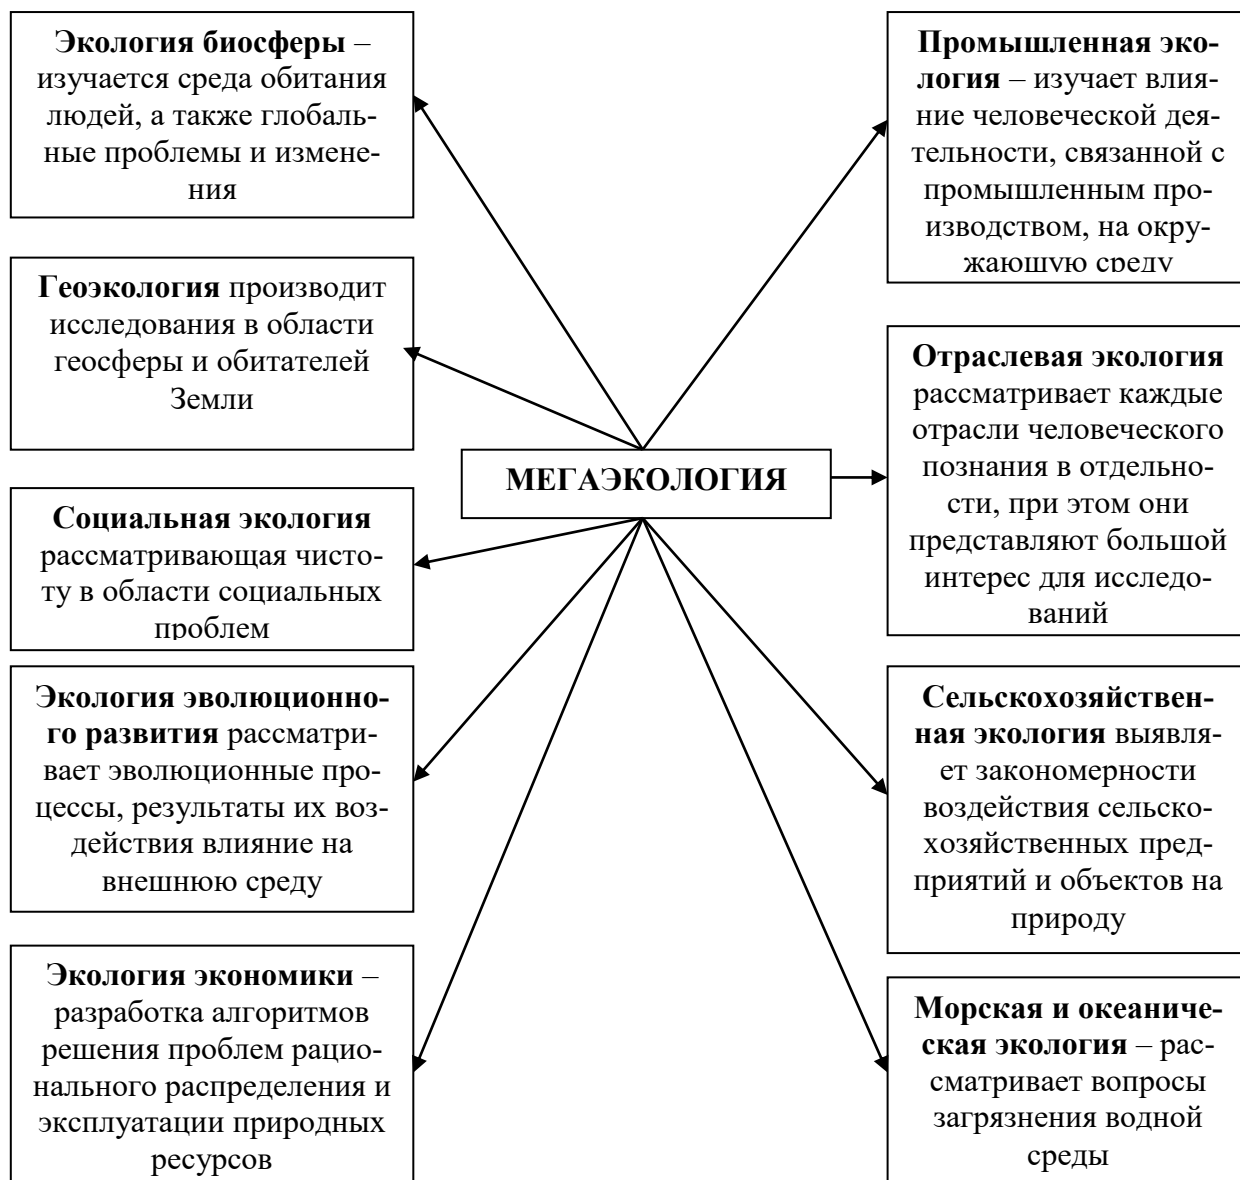 Экология биосферы –
изучается среда обитания
людей, а также глобаль-
ные проблемы и измене-
ния
Геоэкология производит
исследования в области
геосферы и обитателей
Земли
Социальная экология
рассматривающая чисто-
ту в области социальных
проблем
Экология эволюционно-
го развития рассматри-
вает эволюционные про-
цессы, результаты их воз-
действия влияние на
внешнюю среду
Экология экономики –
разработка алгоритмов
решения проблем рацио-
нального распределения и
эксплуатации природных
ресурсов
МЕГАЭКОЛОГИЯ
Промышленная эко-
логия – изучает влия-
ние человеческой дея-
тельности, связанной с
промышленным про-
изводством, на окру-
жающую среду
Отраслевая экология
рассматривает каждые
отрасли человеческого
познания в отдельно-
сти, при этом они
представляют большой
интерес для исследо-
ваний
Сельскохозяйствен-
ная экология выявля-
ет закономерности
воздействия сельско-
хозяйственных пред-
приятий и объектов на
природу
Морская и океаниче-
ская экология – рас-
сматривает вопросы
загрязнения водной
среды